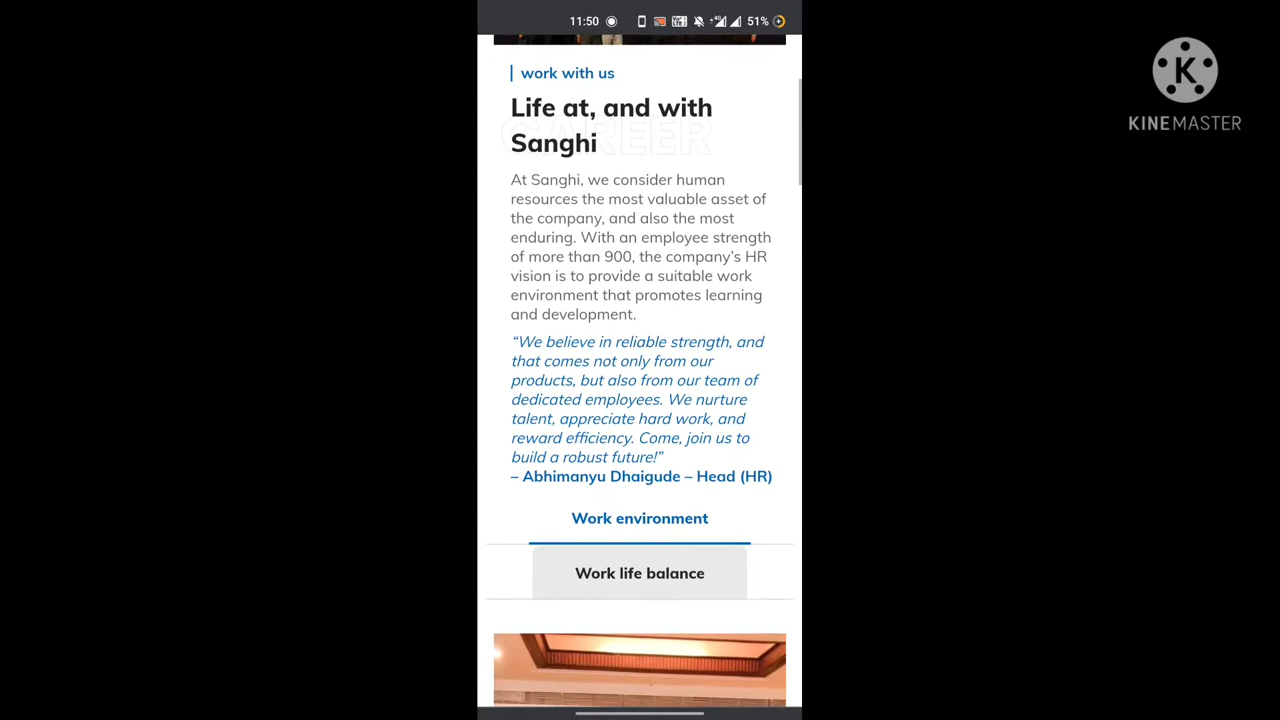 11:50
4G
51%
K
KINEMASTER
work with us
CAREER
Life at, and with
Sanghi
At Sanghi, we consider human
resources the most valuable asset of
the company, and also the most
enduring. With an employee strength
of more than 900, the company’s HR
vision is to provide a suitable work
environment that promotes learning
and development.
“We believe in reliable strength, and
that comes not only from our
products, but also from our team of
dedicated employees. We nurture
talent, appreciate hard work, and
reward efficiency. Come, join us to
build a robust future!”
– Abhimanyu Dhaigude – Head (HR)
Work environment
Work life balance